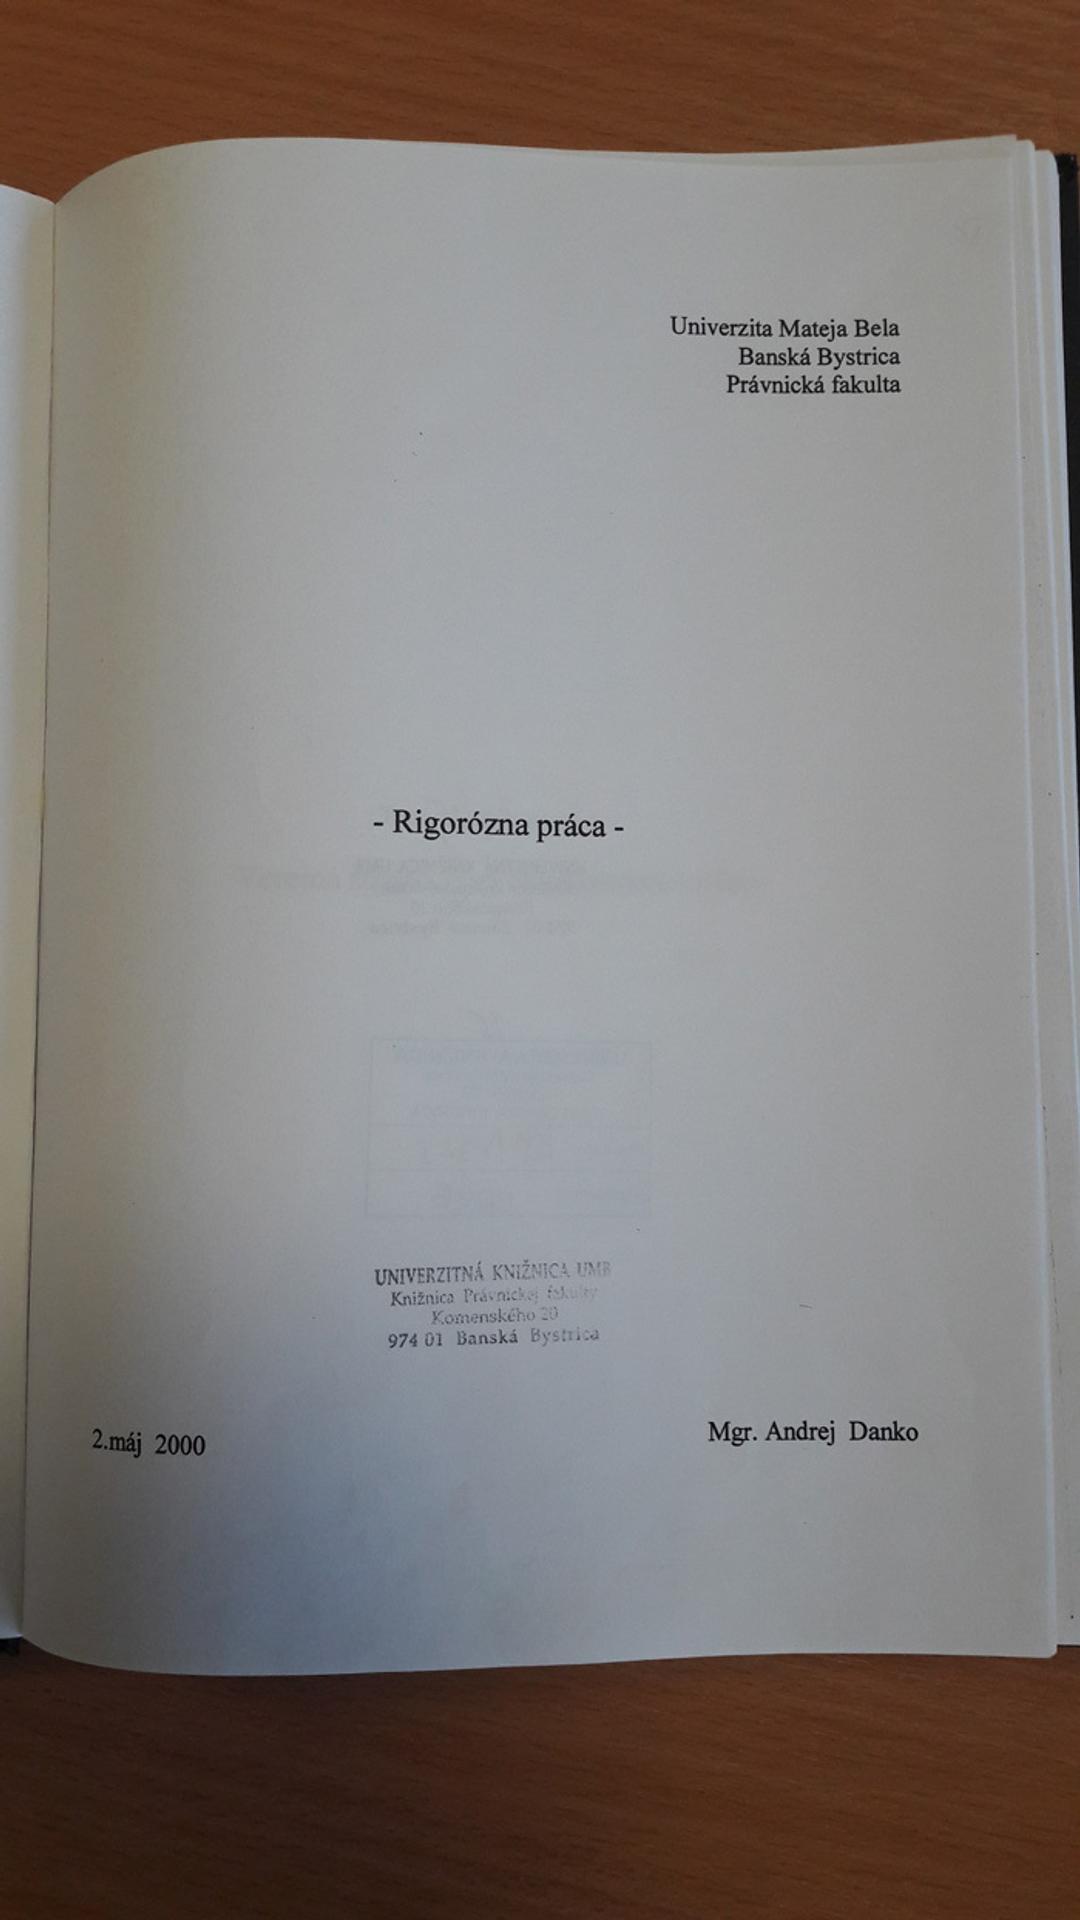 Univerzita Mateja Bela
Banská Bystrica
Právnická fakulta
- Rigorózna práca -
UNIVERZITNÁ KNIŽNICA UMB
Knižnica Právnickej fakulty
Komenského 20
974 01 Banská Bystrica
2.máj 2000
Mgr. Andrej Danko